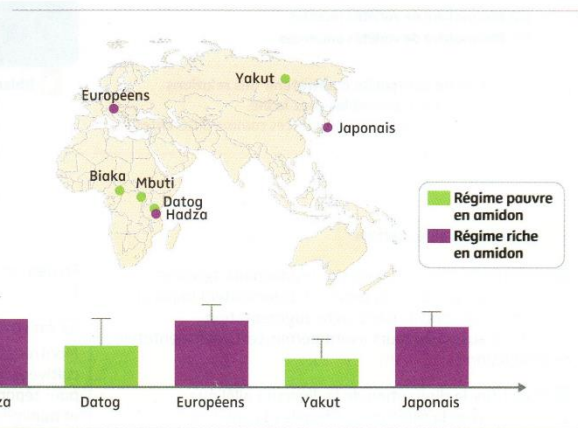 Yakut
Européens
Japonais
Biaka
Mbuti
Datog
Hadza
Régime pauvre
en amidon
Régime riche
en amidon
za
Datog
Européens
Yakut
Japonais